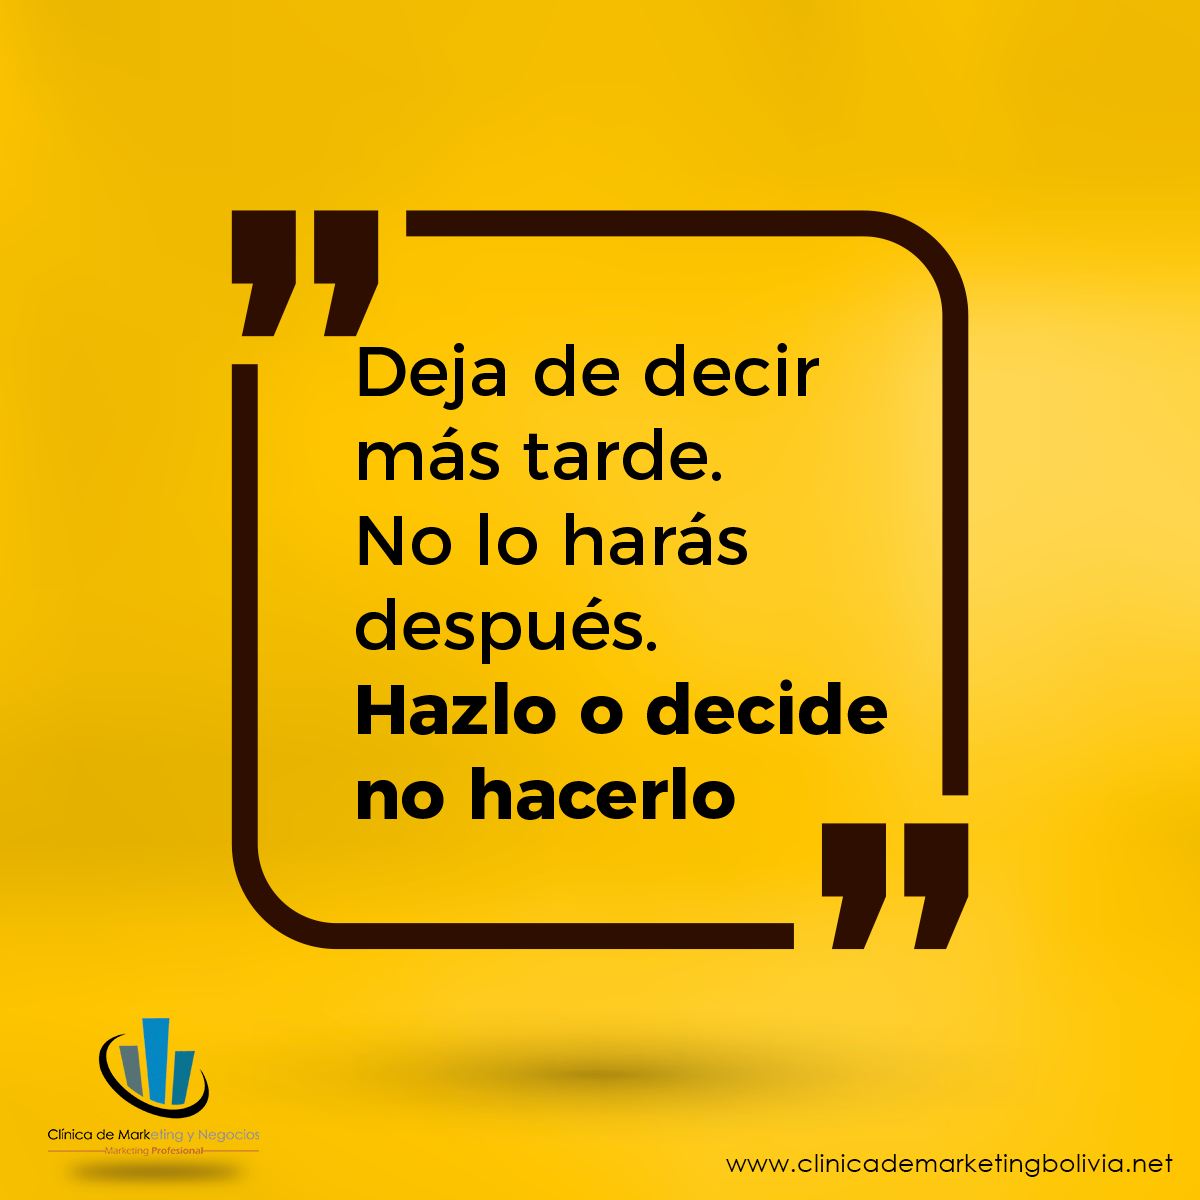 Deja de decir
más tarde.
No lo harás
después.
Hazlo o decide
no hacerlo
Clínica de Marketing y Negocios
Marketing Profesional
www.clinicademarketingbolivia.net